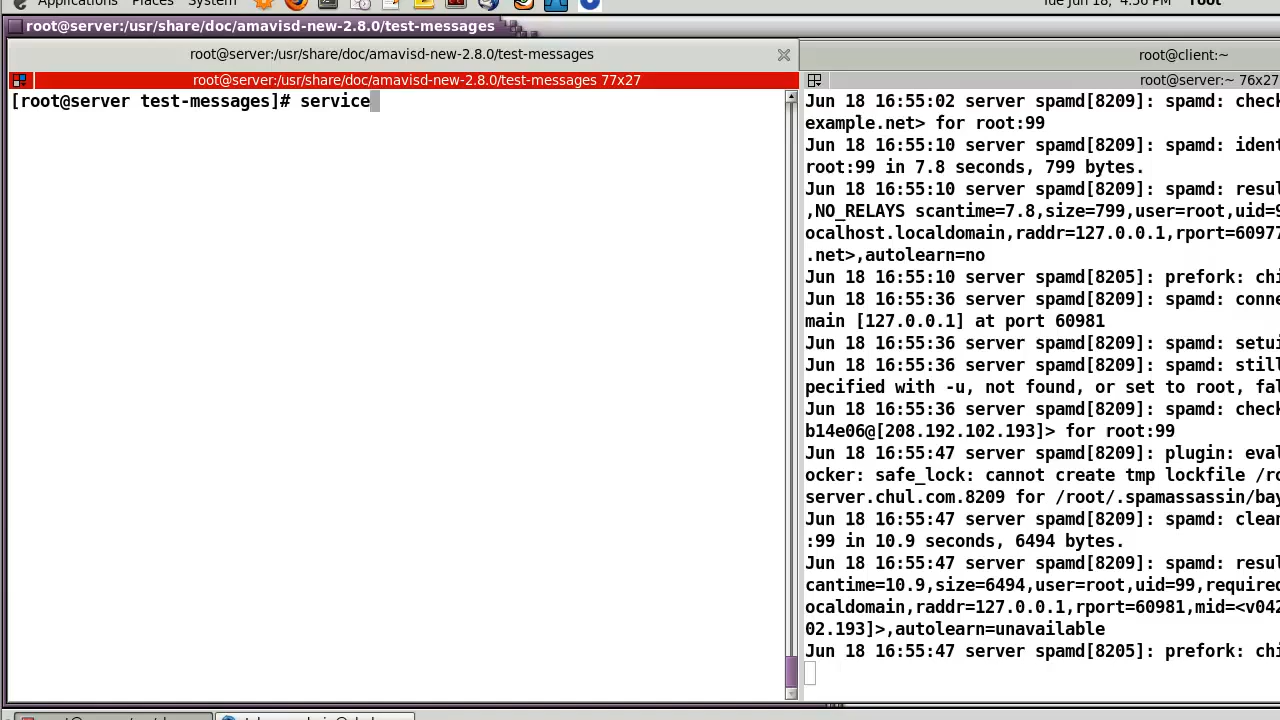 Applications Places System
Tue Jun 18, 4:56 PM root
root@server:/usr/share/doc/amavisd-new-2.8.0/test-messages
root@server:/usr/share/doc/amavisd-new-2.8.0/test-messages
root@server:/usr/share/doc/amavisd-new-2.8.0/test-messages 77x27
[root@server test-messages]# service
root@client:~
root@server:~ 76x27
Jun 18 16:55:02 server spamd[8209]: spamd: check
example.net> for root:99
Jun 18 16:55:10 server spamd[8209]: spamd: ident
root:99 in 7.8 seconds, 799 bytes.
Jun 18 16:55:10 server spamd[8209]: spamd: resul
,NO_RELAYS scantime=7.8,size=799,user=root,uid=9
ocalhost.localdomain,raddr=127.0.0.1,rport=60977
.net>,autolearn=no
Jun 18 16:55:10 server spamd[8205]: prefork: chi
Jun 18 16:55:36 server spamd[8209]: spamd: conne
main [127.0.0.1] at port 60981
Jun 18 16:55:36 server spamd[8209]: spamd: setui
Jun 18 16:55:36 server spamd[8209]: spamd: still
pecified with -u, not found, or set to root, fal
Jun 18 16:55:36 server spamd[8209]: spamd: check
b14e06@[208.192.102.193]> for root:99
Jun 18 16:55:47 server spamd[8209]: plugin: eval
ocker: safe_lock: cannot create tmp lockfile /ro
server.chul.com.8209 for /root/.spamassassin/bay
Jun 18 16:55:47 server spamd[8209]: spamd: clean
:99 in 10.9 seconds, 6494 bytes.
Jun 18 16:55:47 server spamd[8209]: spamd: resul
cantime=10.9,size=6494,user=root,uid=99,required
ocaldomain,raddr=127.0.0.1,rport=60981,mid=<v042
02.193]>,autolearn=unavailable
Jun 18 16:55:47 server spamd[8205]: prefork: chi